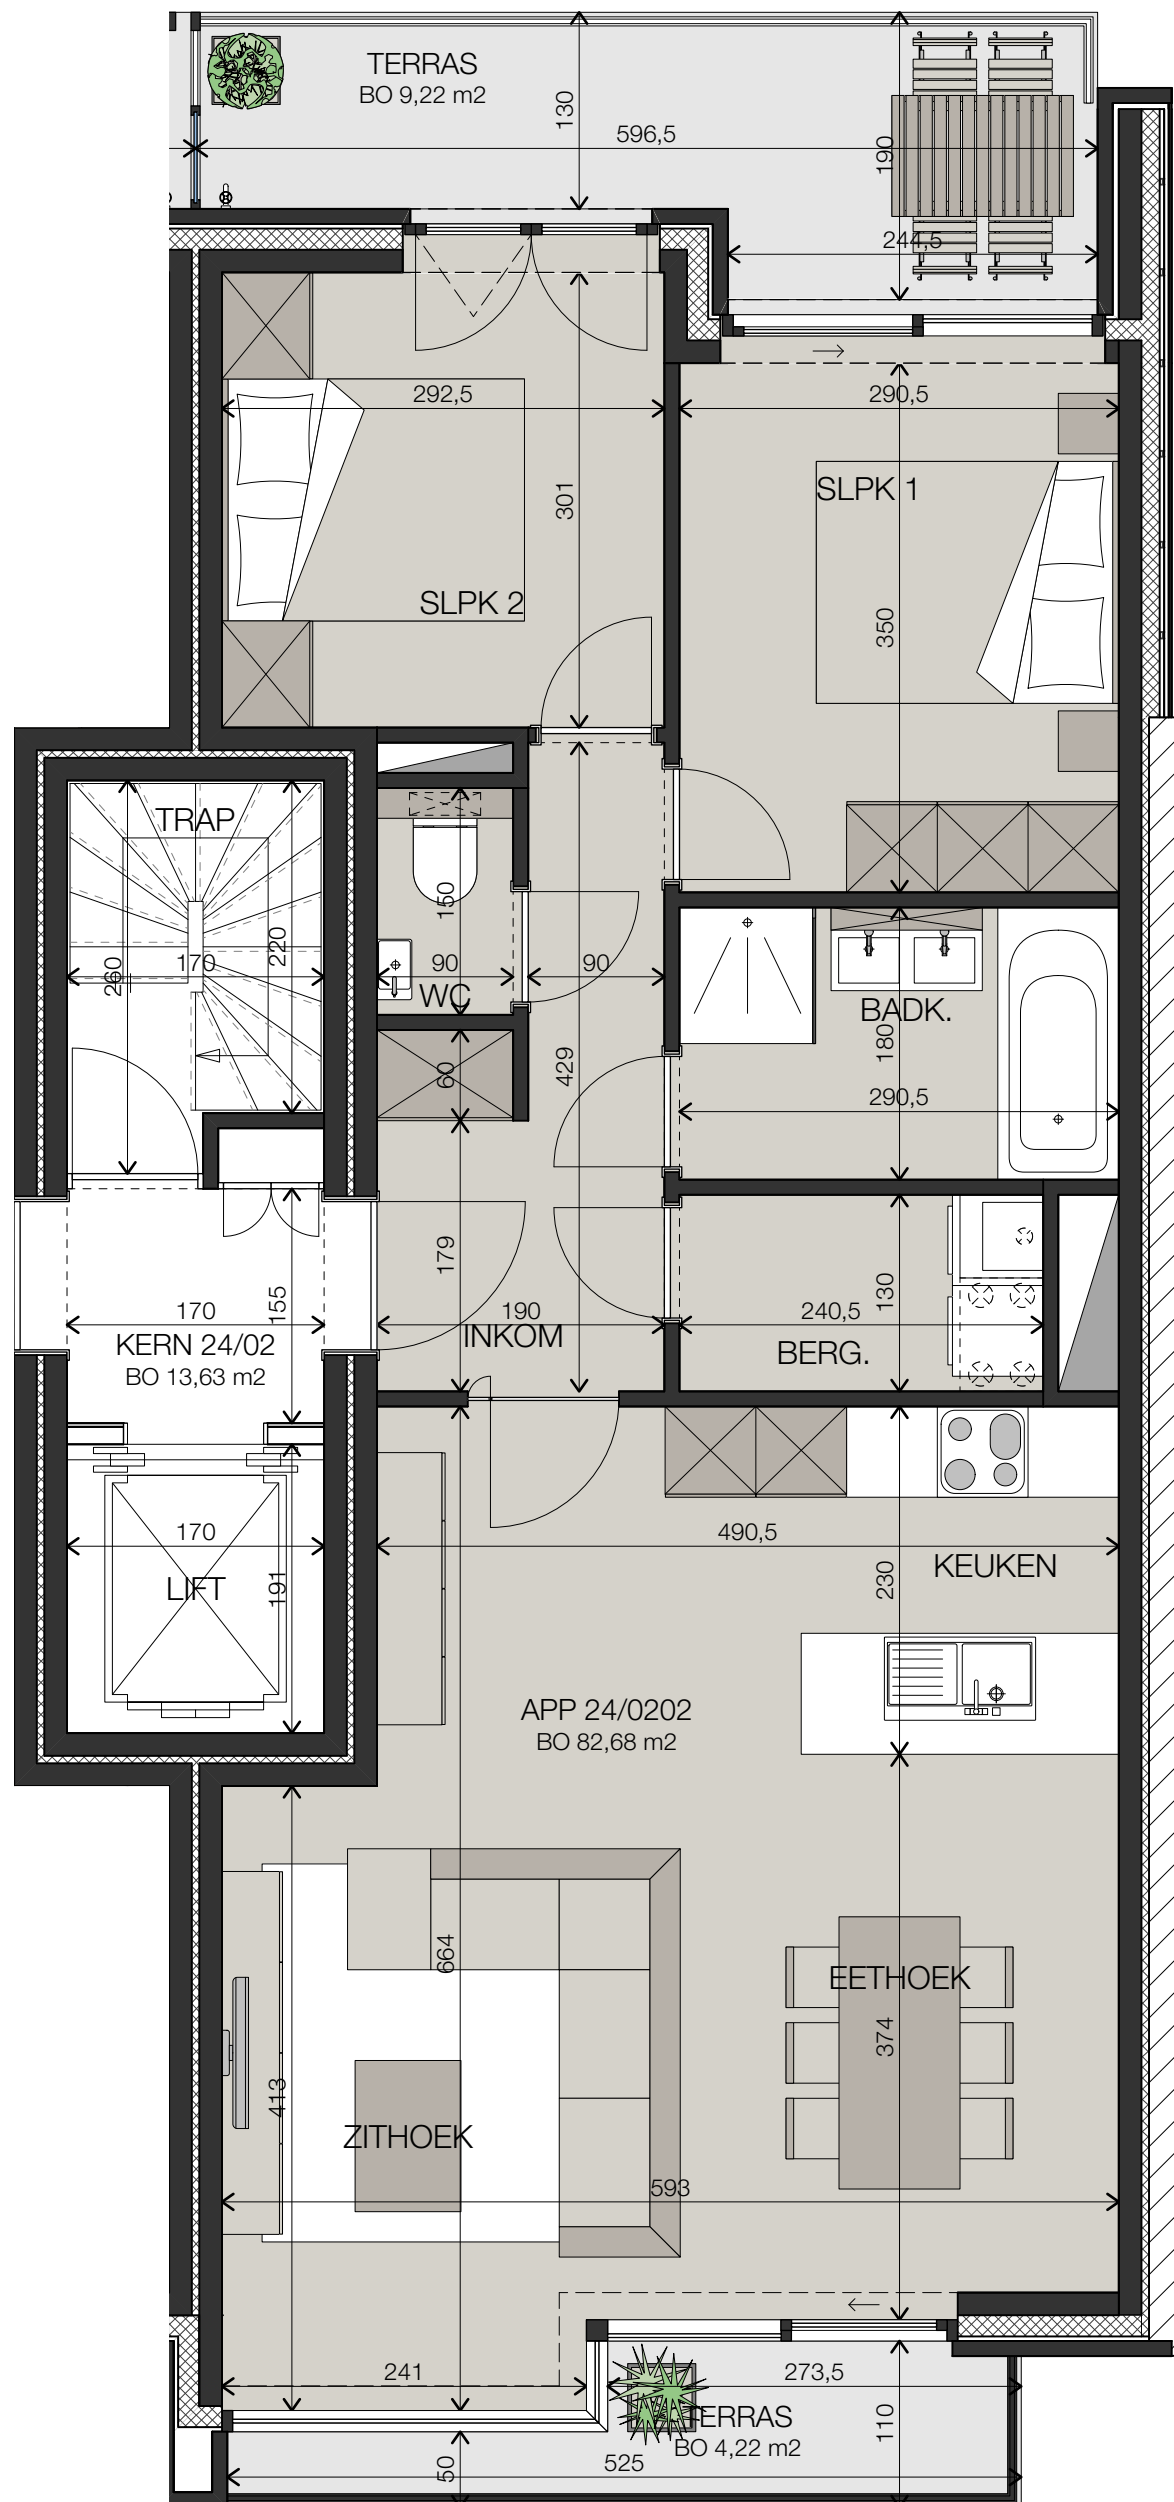 TERRAS
BO 9,22 m2
130
596,5
190
244,5
292,5
290,5
301
SLPK 1
SLPK 2
350
TRAP
150
220
260
170
90
90
WC
BADK.
180
60
429
290,5
179
155
130
170
190
240,5
KERN 24/02
INKOM
BO 13,63 m2
BERG.
170
490,5
LIFT
191
230
KEUKEN
APP 24/0202
BO 82,68 m2
664
EETHOEK
374
413
ZITHOEK
593
241
273,5
TERRAS
110
BO 4,22 m2
50
525